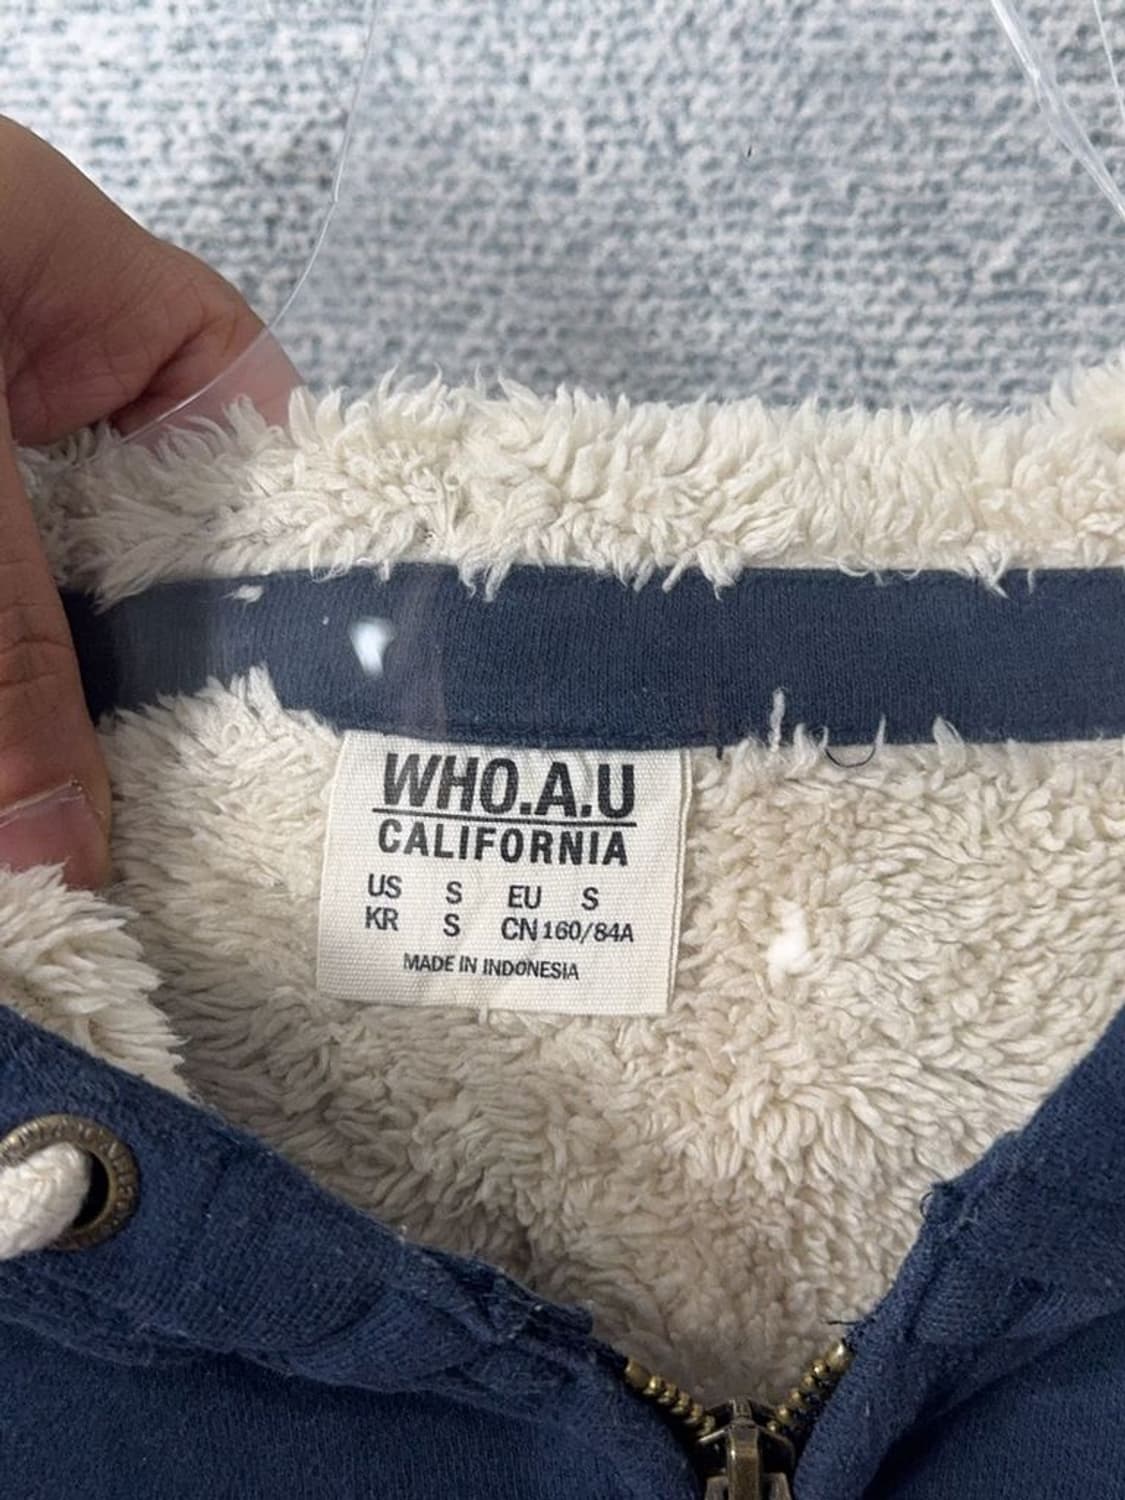 WHO.A.U
CALIFORNIA
US S EU S
KR S CN 160/84A
MADE IN INDONESIA